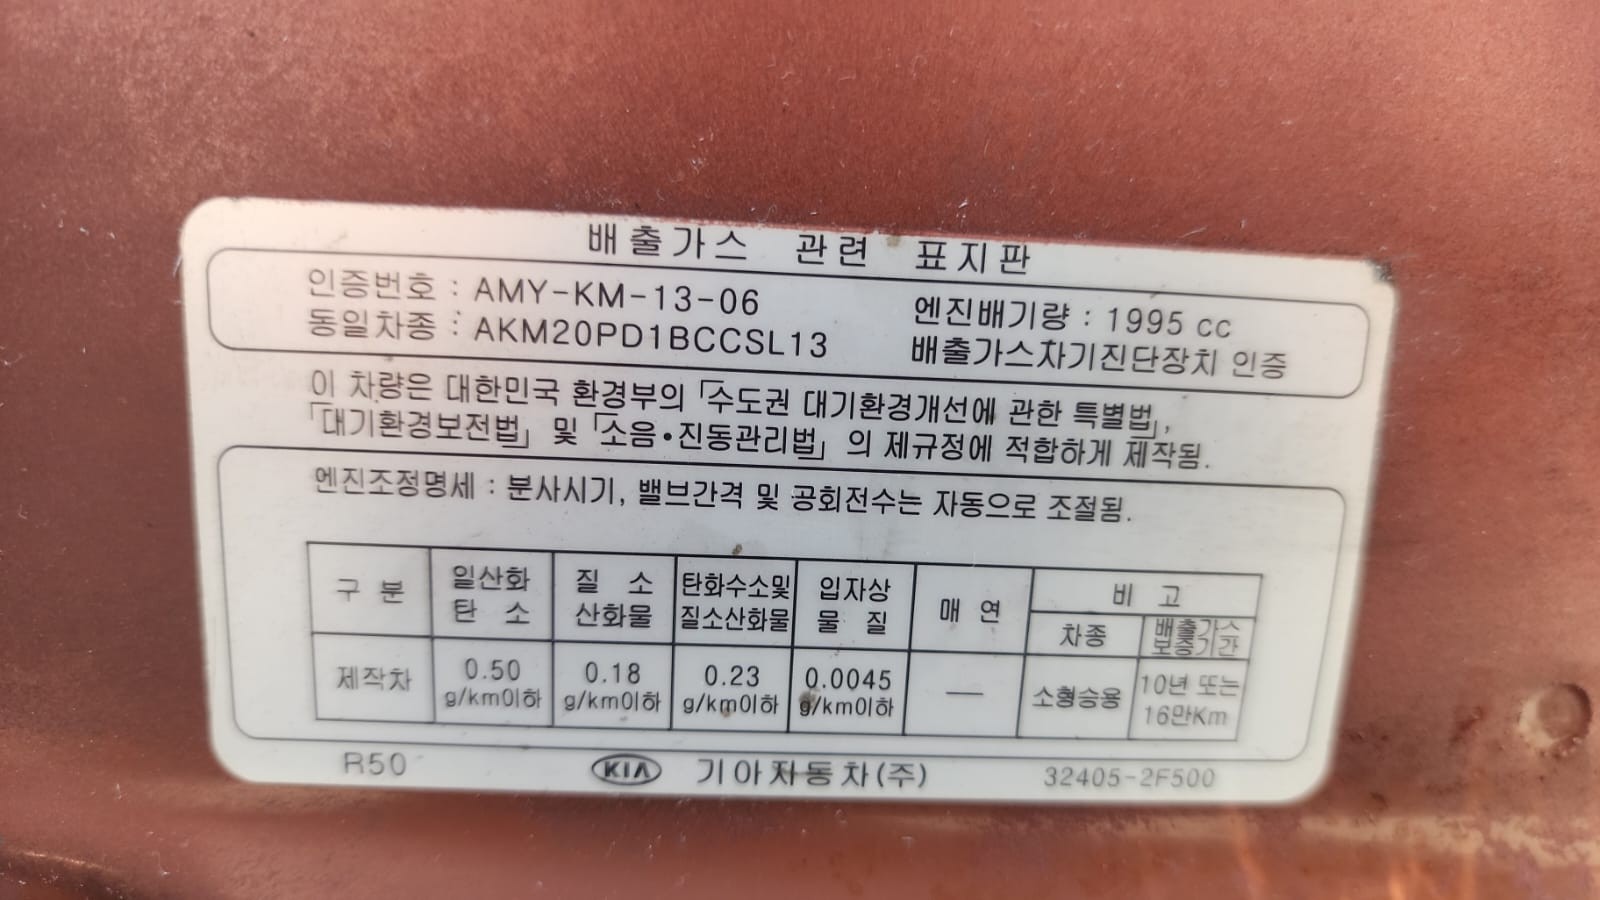 배출가스 관련 표지판
인증번호 : AMY-KM-13-06 엔진배기량 : 1995 cc
동일차종 : AKM20PD1BCCSL13 배출가스자기진단장치 인증
이 차량은 대한민국 환경부의 「수도권 대기환경개선에 관한 특별법」,
「대기환경보전법」 및 「소음•진동관리법」 의 제규정에 적합하게 제작됨.
엔진조정명세 : 분사시기, 밸브간격 및 공회전수는 자동으로 조절됨.
구 분 일산화 탄 소 질 소 산화물 탄화수소및 질소산화물 입자상 물 질 매 연 비 고
차종 배출가스 보증기간
제작차 0.50 g/km이하 0.18 g/km이하 0.23 g/km이하 0.0045 g/km이하 — 소형승용 10년 또는 16만Km
R50 KIA 기아자동차(주) 32405-2F500